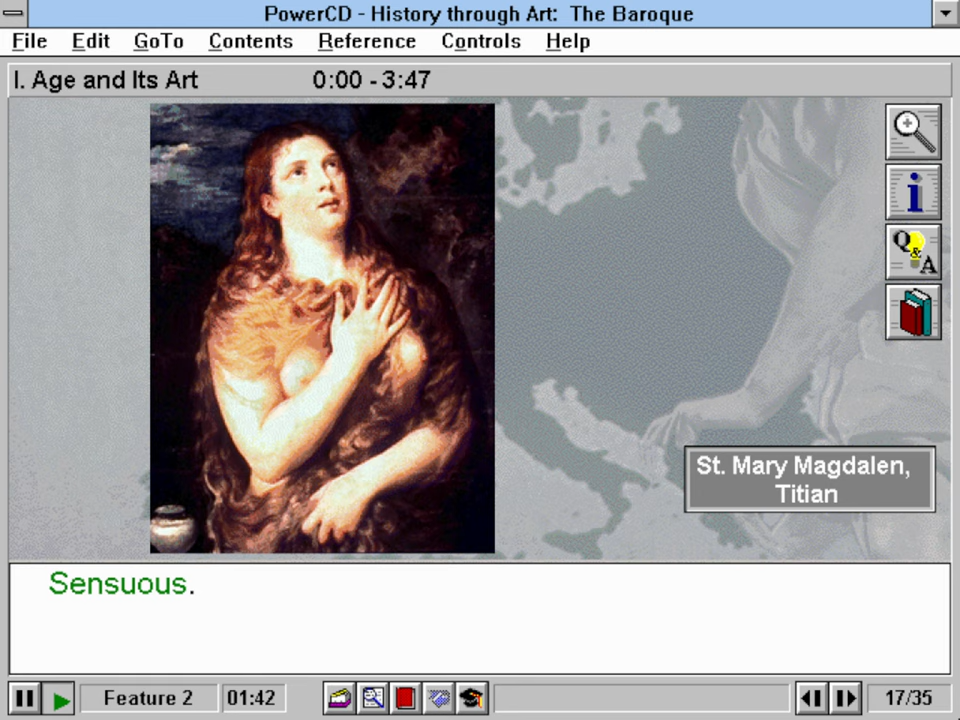 PowerCD - History through Art: The Baroque
File Edit GoTo Contents Reference Controls Help
I. Age and Its Art 0:00 - 3:47
Q&A
St. Mary Magdalen,
Titian
Sensuous.
Feature 2 01:42 17/35